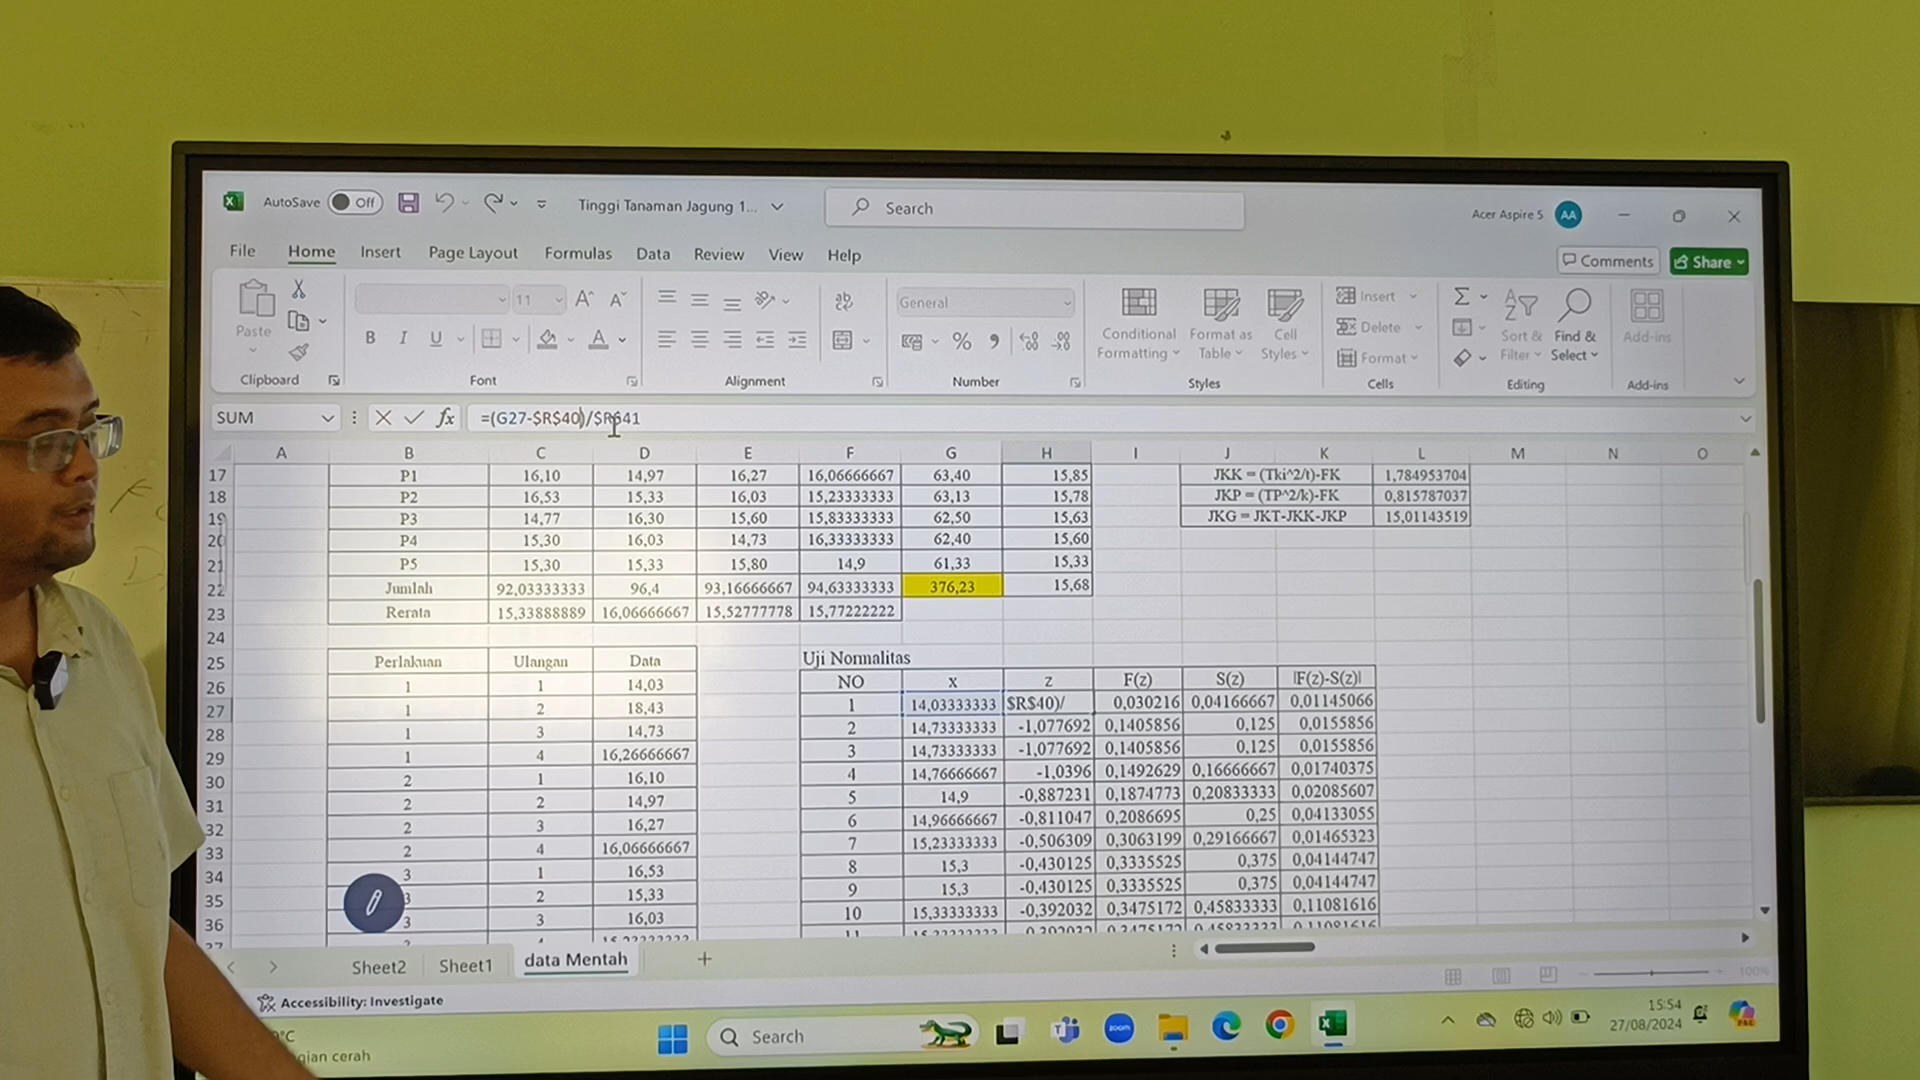 AutoSave Off Tinggi Tanaman Jagung 1... Search Acer Aspire 5 AA
File Home Insert Page Layout Formulas Data Review View Help Comments Share
Paste 11 A^ A˅ ab General Conditional Formatting Format as Table Cell Styles Insert Delete Format Sort & Filter Find & Select Add-ins
B I U A %
Clipboard Font Alignment Number Styles Cells Editing Add-ins
SUM fx =(G27-$R$40)/$R$41
A B C D E F G H I J K L M N O
17 P1 16,10 14,97 16,27 16,06666667 63,40 15,85 JKK = (Tki^2/t)-FK 1,784953704
18 P2 16,53 15,33 16,03 15,23333333 63,13 15,78 JKP = (TP^2/k)-FK 0,815787037
19 P3 14,77 16,30 15,60 15,83333333 62,50 15,63 JKG = JKT-JKK-JKP 15,01143519
20 P4 15,30 16,03 14,73 16,33333333 62,40 15,60
21 P5 15,30 15,33 15,80 14,9 61,33 15,33
22 Jumlah 92,03333333 96,4 93,16666667 94,63333333 376,23 15,68
23 Rerata 15,33888889 16,06666667 15,52777778 15,77222222
24
25 Perlakuan Ulangan Data Uji Normalitas
26 1 1 14,03 NO x z F(z) S(z) |F(z)-S(z)|
27 1 2 18,43 1 14,03333333 $R$40)/ 0,030216 0,04166667 0,01145066
28 1 3 14,73 2 14,73333333 -1,077692 0,1405856 0,125 0,0155856
29 1 4 16,26666667 3 14,73333333 -1,077692 0,1405856 0,125 0,0155856
30 2 1 16,10 4 14,76666667 -1,0396 0,1492629 0,16666667 0,01740375
31 2 2 14,97 5 14,9 -0,887231 0,1874773 0,20833333 0,02085607
32 2 3 16,27 6 14,96666667 -0,811047 0,2086695 0,25 0,04133055
33 2 4 16,06666667 7 15,23333333 -0,506309 0,3063199 0,29166667 0,01465323
34 3 1 16,53 8 15,3 -0,430125 0,3335525 0,375 0,04144747
35 3 2 15,33 9 15,3 -0,430125 0,3335525 0,375 0,04144747
36 3 3 16,03 10 15,33333333 -0,392032 0,3475172 0,45833333 0,11081616
Sheet2 Sheet1 data Mentah +
100%
Accessibility: Investigate
Search zoom 15:54
27/08/2024
cerah